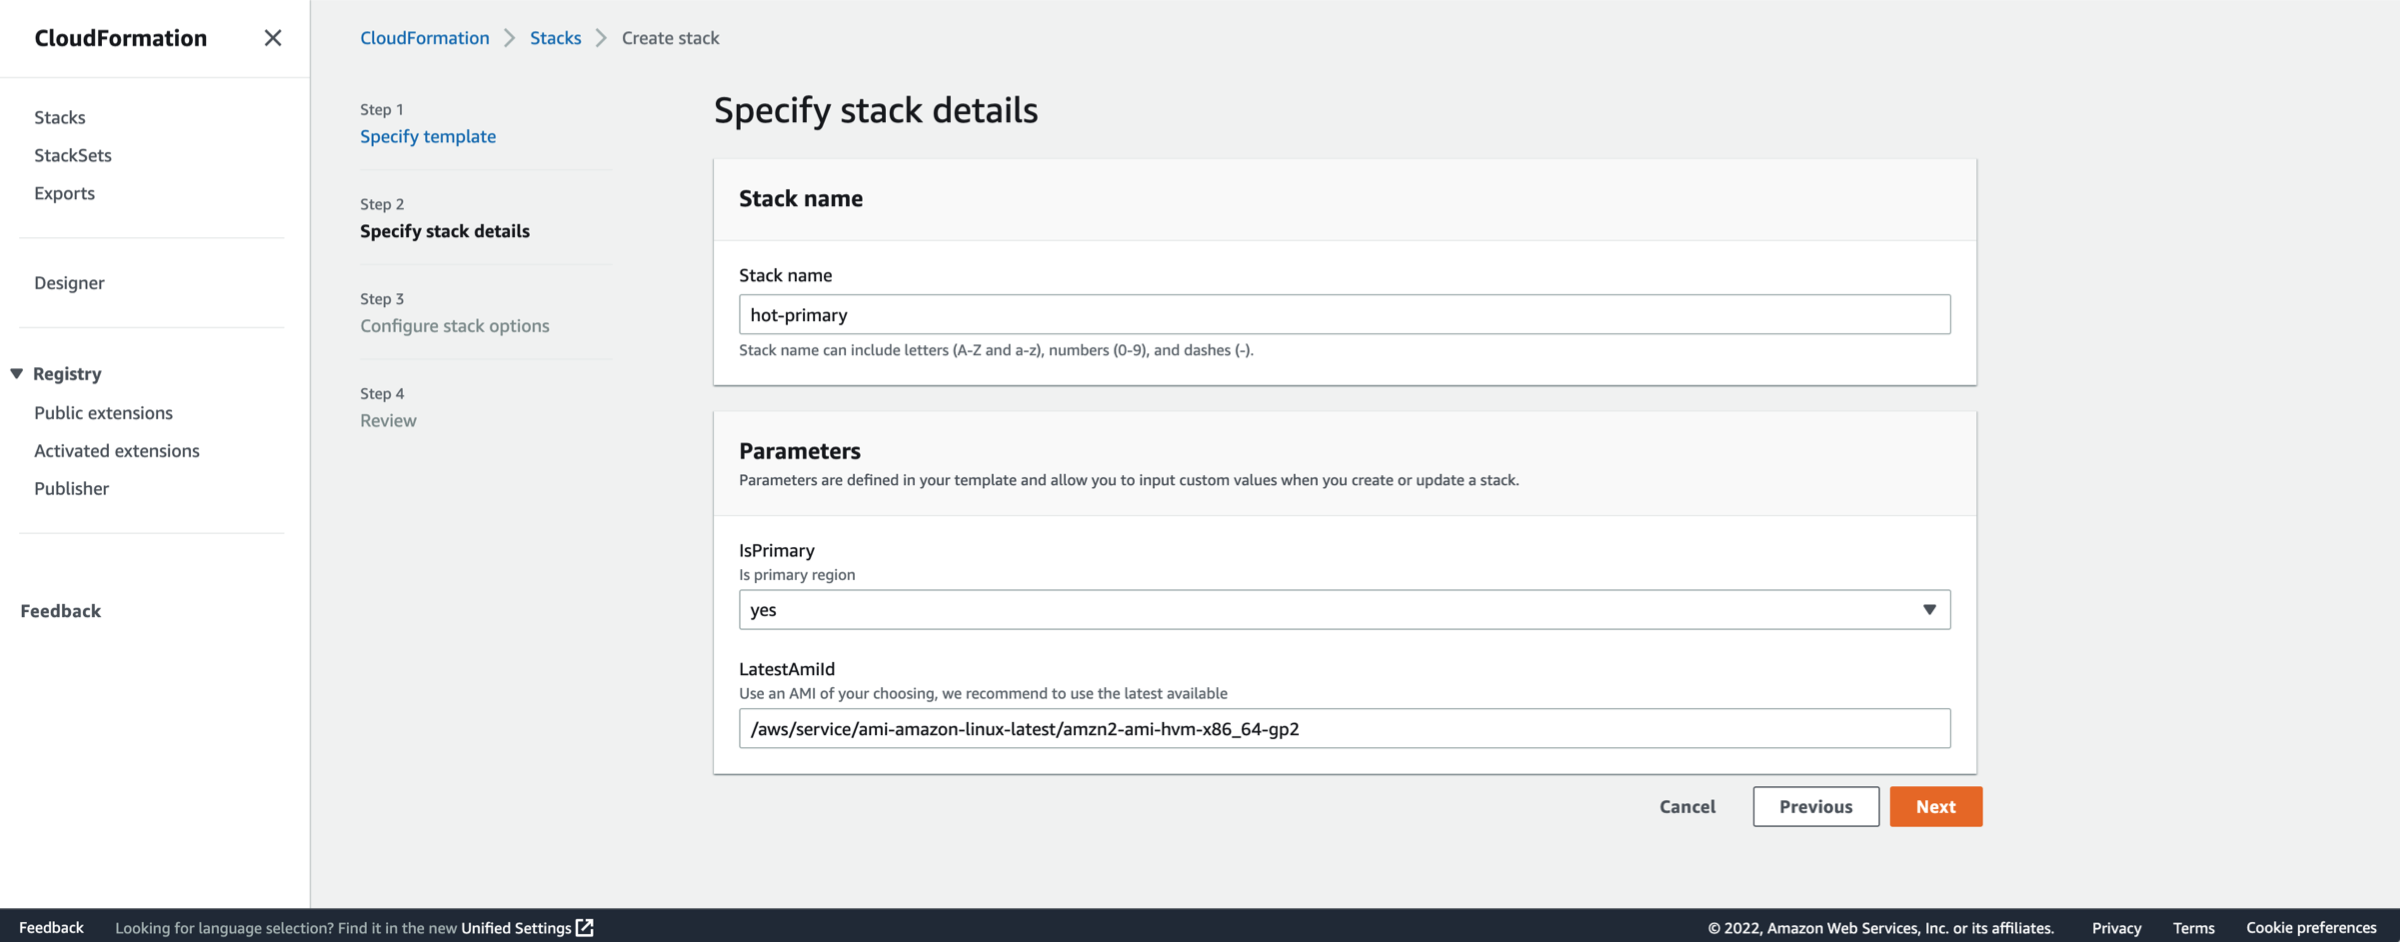 CloudFormation
Stacks
StackSets
Exports
Designer
Registry
Public extensions
Activated extensions
Publisher
Feedback
CloudFormation Stacks Create stack
Step 1
Specify template
Step 2
Specify stack details
Step 3
Configure stack options
Step 4
Review
Specify stack details
Stack name
Stack name
hot-primary
Stack name can include letters (A-Z and a-z), numbers (0-9), and dashes (-).
Parameters
Parameters are defined in your template and allow you to input custom values when you create or update a stack.
IsPrimary
Is primary region
yes
LatestAmiId
Use an AMI of your choosing, we recommend to use the latest available
/aws/service/ami-amazon-linux-latest/amzn2-ami-hvm-x86_64-gp2
Cancel Previous Next
Feedback Looking for language selection? Find it in the new Unified Settings © 2022, Amazon Web Services, Inc. or its affiliates. Privacy Terms Cookie preferences